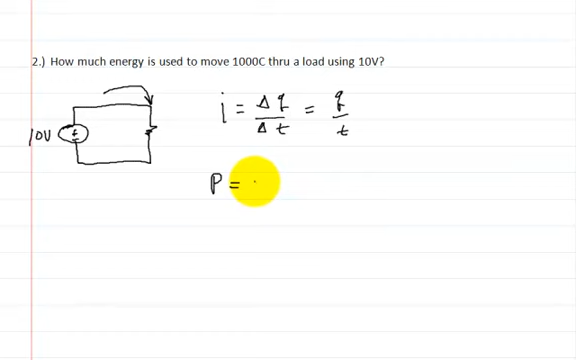 2.) How much energy is used to move 1000C thru a load using 10V?
10V
i = Δq/Δt = q/t
P =